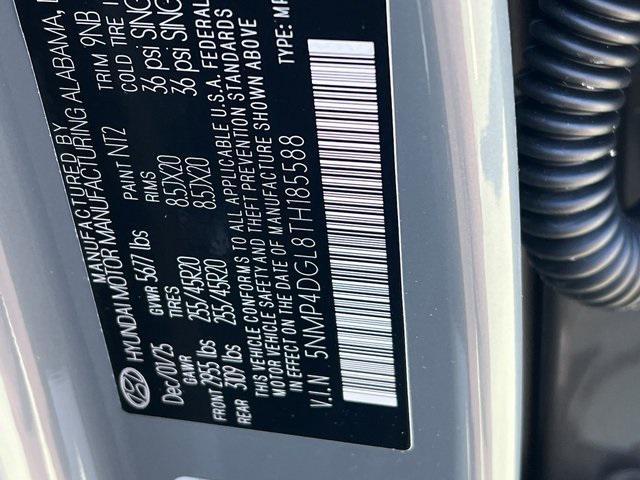 MANUFACTURED BY
HYUNDAI MOTOR MANUFACTURING ALABAMA,
Dec/01/25 GVWR 5677 lbs PAINT NT2 TRIM 9NB
GAWR TIRES RIMS COLD TIRE
FRONT 2955 lbs 255/45R20 8.5JX20 36 psi SING
REAR 3109 lbs 255/45R20 8.5JX20 36 psi SING
THIS VEHICLE CONFORMS TO ALL APPLICABLE U.S.A. FEDERAL
MOTOR VEHICLE SAFETY AND THEFT PREVENTION STANDARDS
IN EFFECT ON THE DATE OF MANUFACTURE SHOWN ABOVE
V.I.N 5NMP4DGL8TH185588 TYPE: